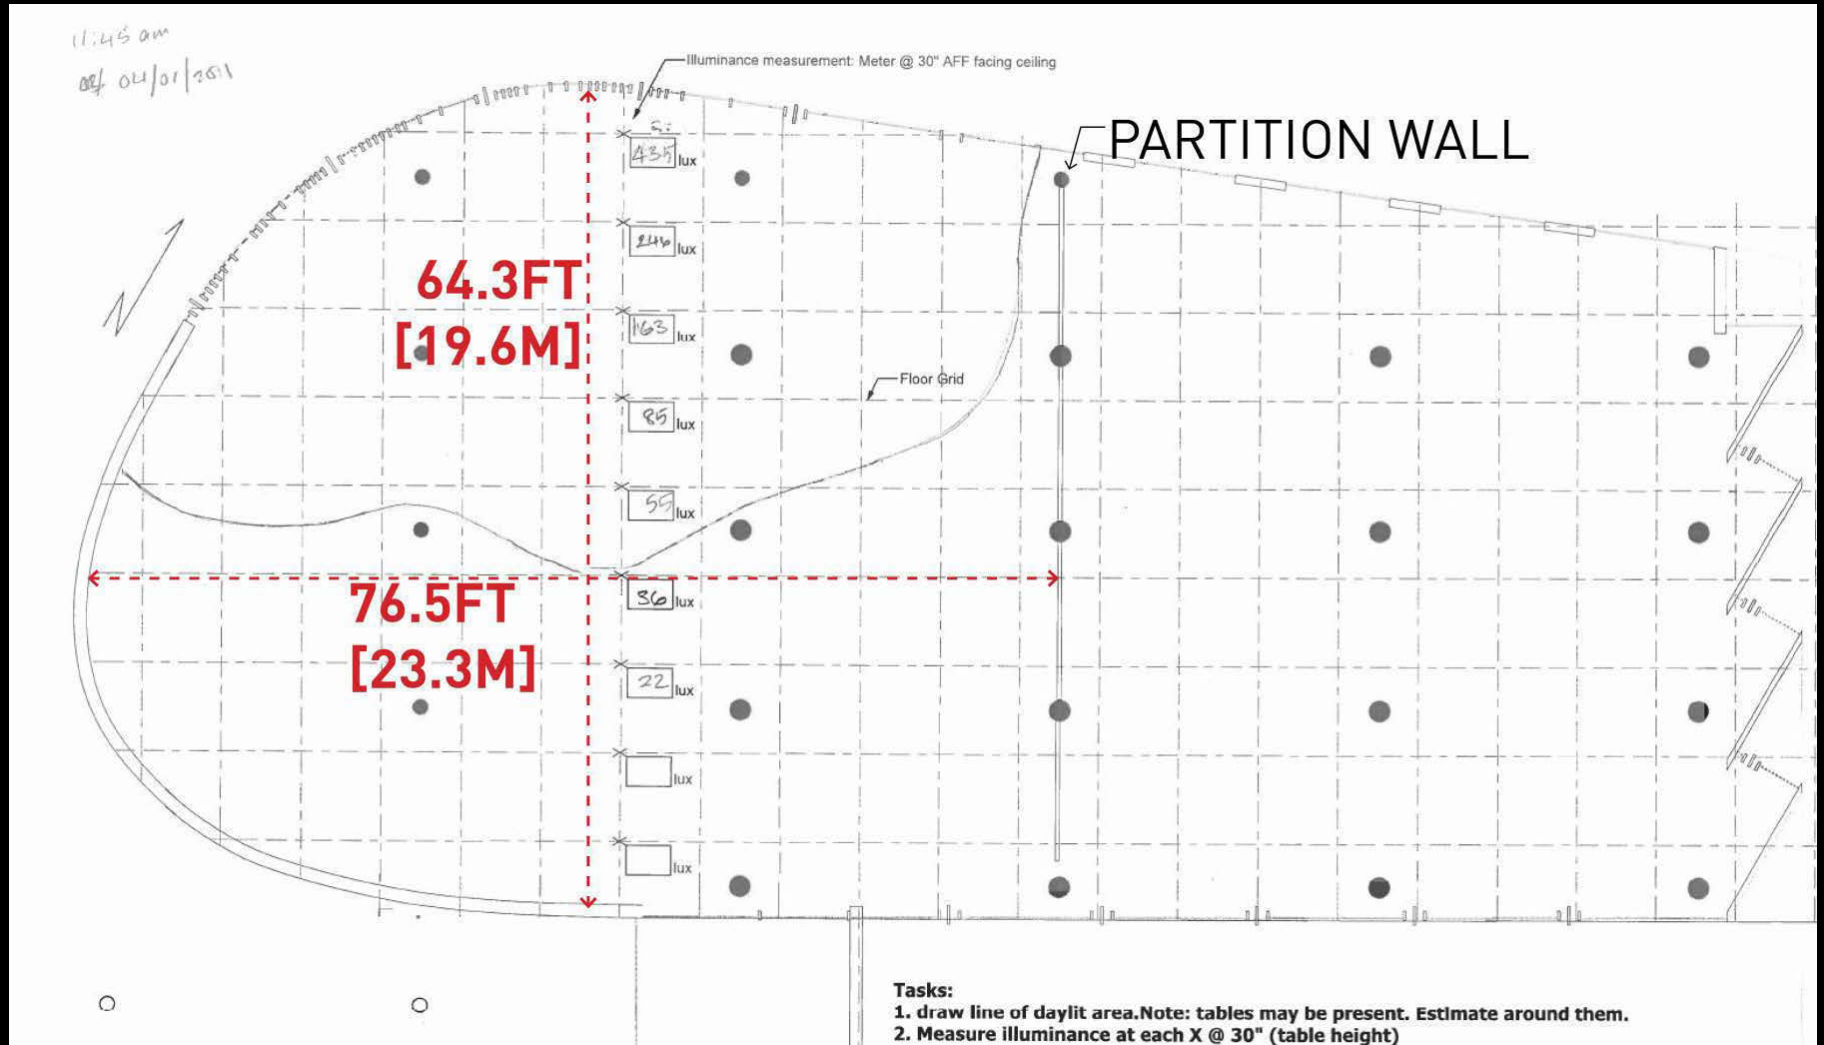 11:45 am
04/01/2011
Illuminance measurement: Meter @ 30" AFF facing ceiling
PARTITION WALL
435 lux
246 lux
64.3FT
[19.6M]
163 lux
Floor Grid
85 lux
55 lux
76.5FT
[23.3M]
36 lux
22 lux
lux
lux
N
Tasks:
1. draw line of daylit area.Note: tables may be present. Estimate around them.
2. Measure illuminance at each X @ 30" (table height)